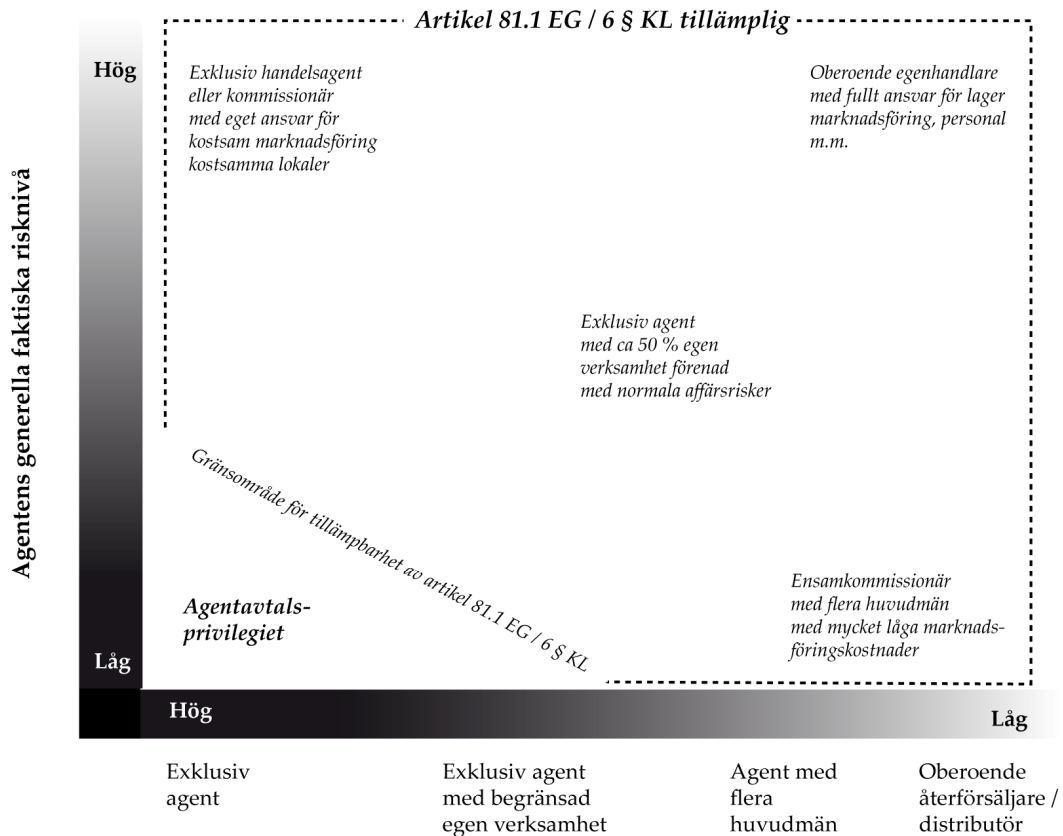 Artikel 81.1 EG / 6 § KL tillämplig
Agentens generella faktiska risknivå
Hög
Exklusiv handelsagent
eller kommissionär
med eget ansvar för
kostsam marknadsföring
kostsamma lokaler
Oberoende egenhandlare
med fullt ansvar för lager
marknadsföring, personal
m.m.
Exklusiv agent
med ca 50 % egen
verksamhet förenad
med normala affärsrisker
Gränsområde för tillämpbarhet av artikel 81.1 EG / 6 § KL
Agentavtals-
privilegiet
Ensamkommissionär
med flera huvudmän
med mycket låga marknads-
föringskostnader
Låg
Hög
Låg
Exklusiv
agent
Exklusiv agent
med begränsad
egen verksamhet
Agent med
flera
huvudmän
Oberoende
återförsäljare /
distributör